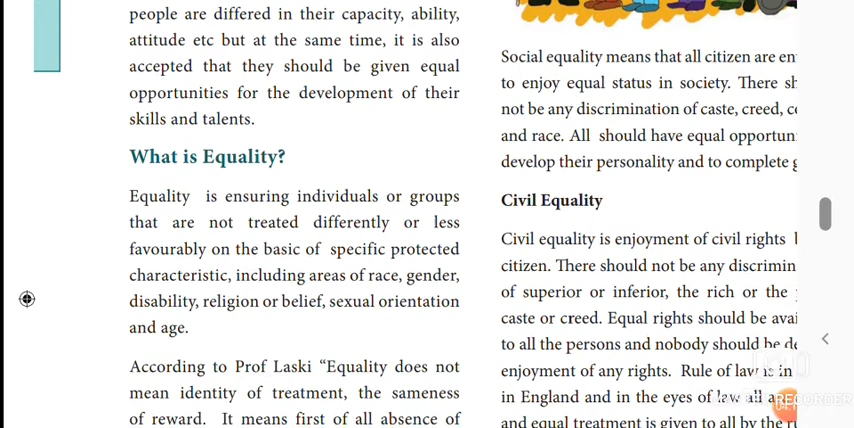 people are differed in their capacity, ability,
attitude etc but at the same time, it is also
accepted that they should be given equal
opportunities for the development of their
skills and talents.
What is Equality?
Equality is ensuring individuals or groups
that are not treated differently or less
favourably on the basic of specific protected
characteristic, including areas of race, gender,
disability, religion or belief, sexual orientation
and age.
According to Prof Laski “Equality does not
mean identity of treatment, the sameness
of reward. It means first of all absence of
Social equality means that all citizen are
to enjoy equal status in society. There
not be any discrimination of caste, creed,
and race. All should have equal
develop their personality and to complete
Civil Equality
Civil equality is enjoyment of civil rights
citizen. There should not be any
of superior or inferior, the rich or the
caste or creed. Equal rights should be
to all the persons and nobody should be
enjoyment of any rights. Rule of law is in
in England and in the eyes of law all
and equal treatment is given to all by the
RECORDER